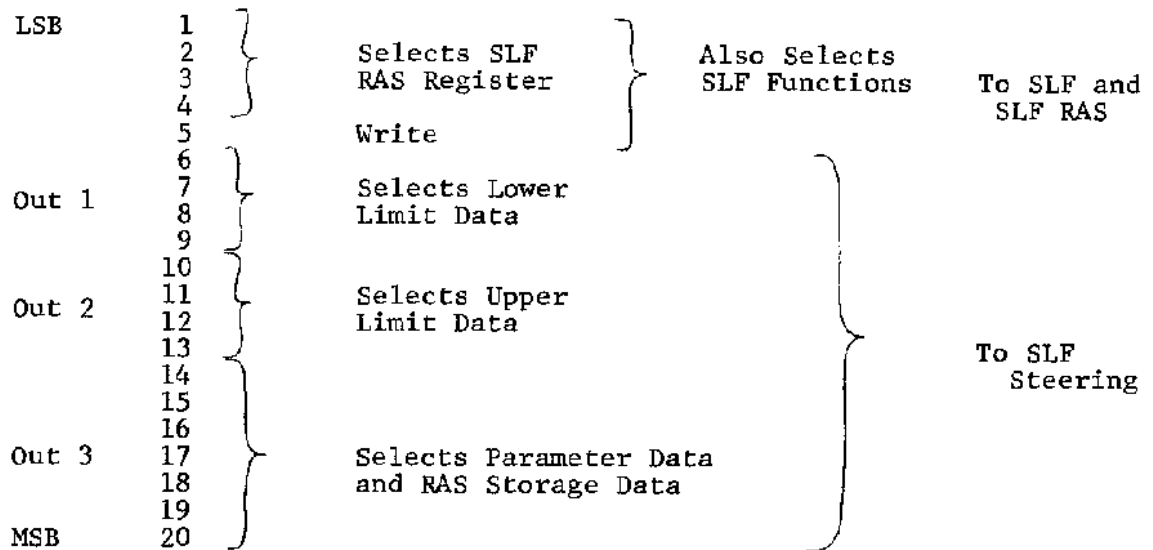 LSB 1
2 Selects SLF Also Selects
3 RAS Register SLF Functions To SLF and
4 SLF RAS
5 Write
6
Out 1 7 Selects Lower
8 Limit Data
9
10
Out 2 11 Selects Upper
12 Limit Data
13 To SLF
14 Steering
15
16
Out 3 17 Selects Parameter Data
18 and RAS Storage Data
19
MSB 20